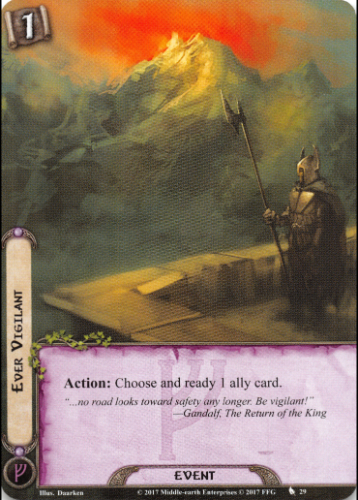 1
EVER VIGILANT
Action: Choose and ready 1 ally card.
"...no road looks toward safety any longer. Be vigilant!"
—Gandalf, The Return of the King
EVENT
Illus. Daarken
© 2017 Middle-earth Enterprises © 2017 FFG
29